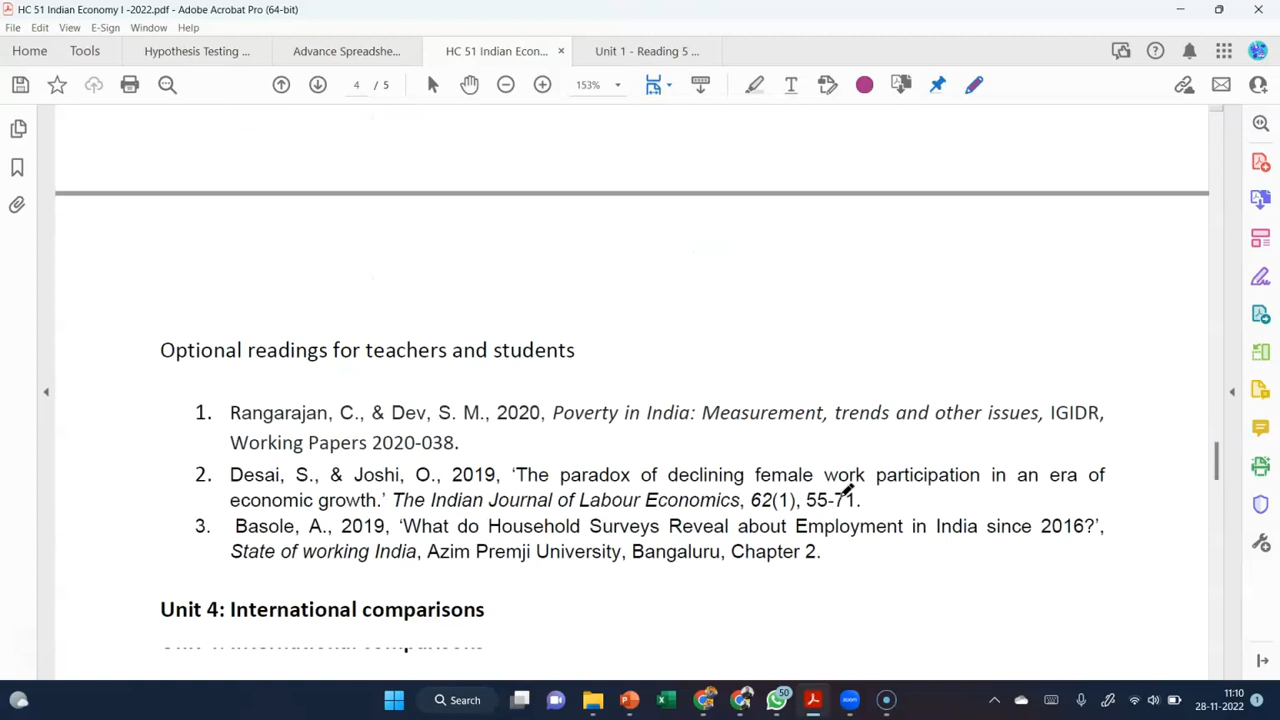 HC 51 Indian Economy I -2022.pdf - Adobe Acrobat Pro (64-bit)
File Edit View E-Sign Window Help
Home Tools Hypothesis Testing ... Advance Spreadshe... HC 51 Indian Econ... × Unit 1 - Reading 5 ...
4 / 5 153%
Optional readings for teachers and students
1. Rangarajan, C., & Dev, S. M., 2020, Poverty in India: Measurement, trends and other issues, IGIDR,
Working Papers 2020-038.
2. Desai, S., & Joshi, O., 2019, ‘The paradox of declining female work participation in an era of
economic growth.’ The Indian Journal of Labour Economics, 62(1), 55-71.
3. Basole, A., 2019, ‘What do Household Surveys Reveal about Employment in India since 2016?’,
State of working India, Azim Premji University, Bangaluru, Chapter 2.
Unit 4: International comparisons
Search
50
11:10
28-11-2022